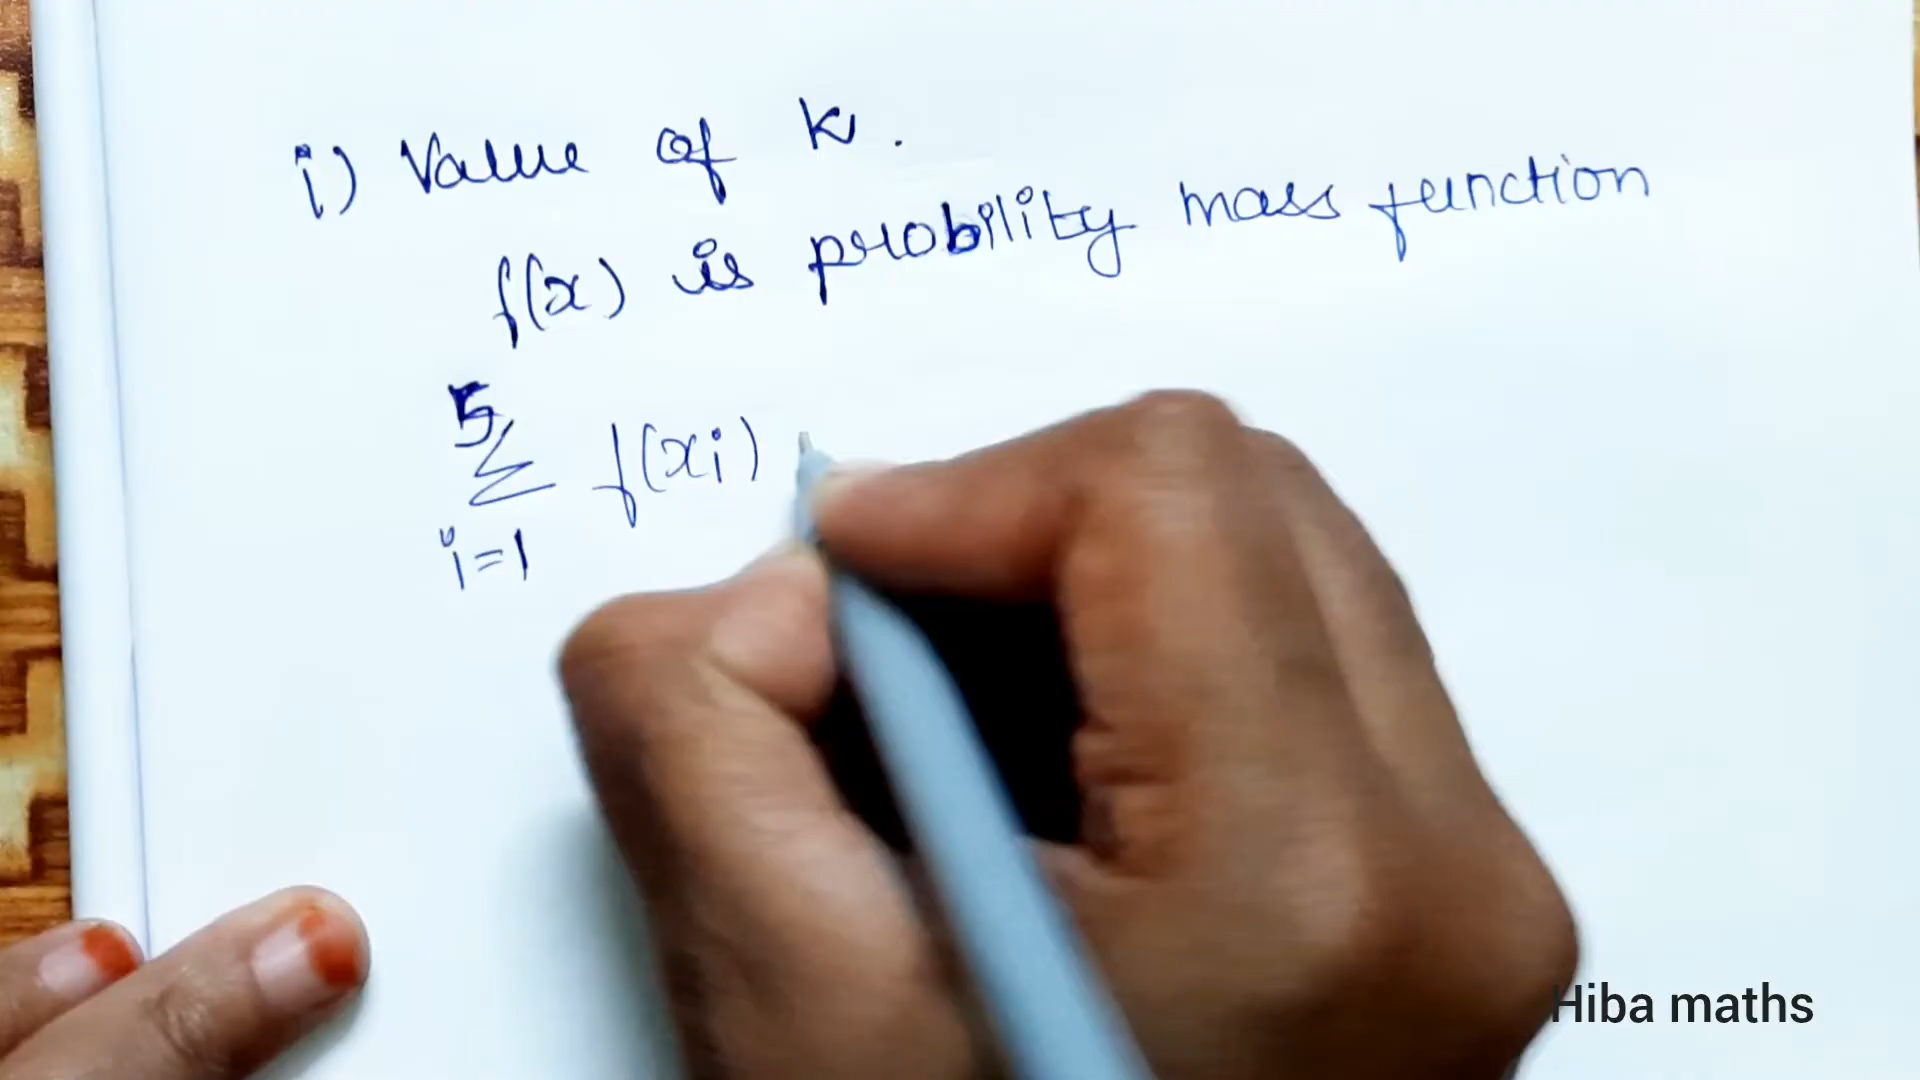 i) Value of k.
f(x) is probility mass function
5
Σ f(xi)
i=1
Hiba maths